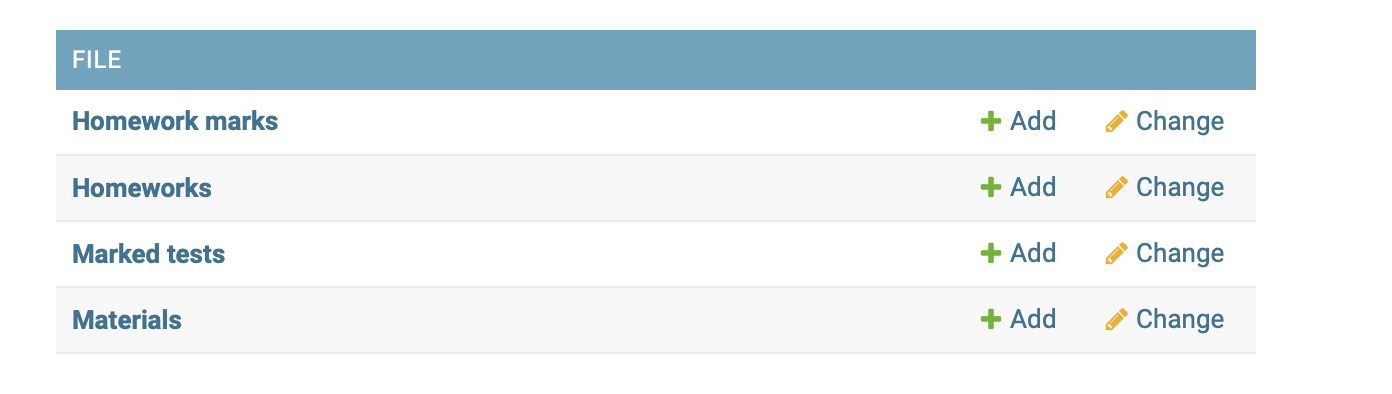 FILE
Homework marks Add Change
Homeworks Add Change
Marked tests Add Change
Materials Add Change